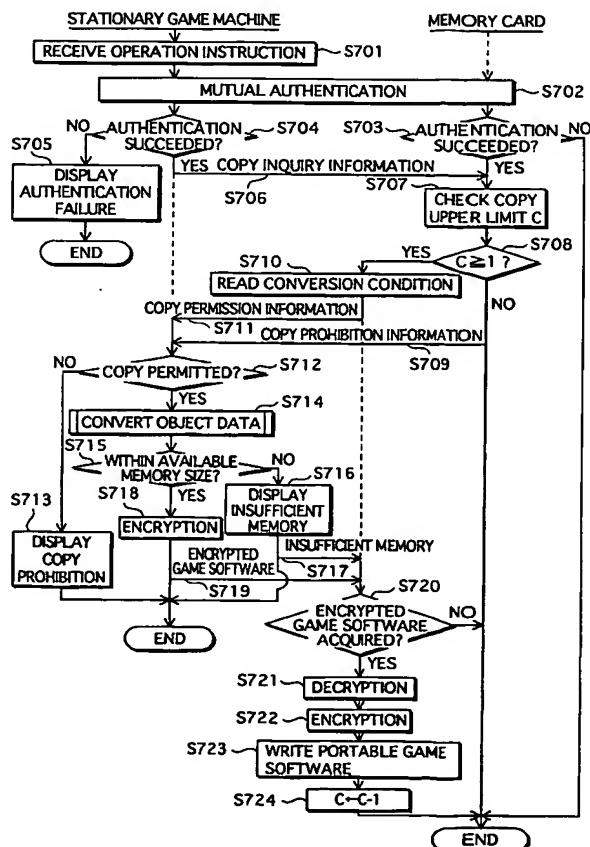 STATIONARY GAME MACHINE
MEMORY CARD
RECEIVE OPERATION INSTRUCTION
S701
MUTUAL AUTHENTICATION
S702
NO
AUTHENTICATION
SUCCEEDED?
S704
S703
AUTHENTICATION
SUCCEEDED?
NO
S705
DISPLAY
AUTHENTICATION
FAILURE
END
YES
COPY INQUIRY INFORMATION
S706
YES
S707
CHECK COPY
UPPER LIMIT C
S708
C≧1 ?
YES
NO
S710
READ CONVERSION CONDITION
COPY PERMISSION INFORMATION
S711
COPY PROHIBITION INFORMATION
S709
NO
COPY PERMITTED?
S712
YES
CONVERT OBJECT DATA
S714
S715
WITHIN AVAILABLE
MEMORY SIZE?
NO
S716
DISPLAY
INSUFFICIENT
MEMORY
YES
S718
ENCRYPTION
S713
DISPLAY
COPY
PROHIBITION
INSUFFICIENT MEMORY
S717
ENCRYPTED
GAME SOFTWARE
S719
END
S720
ENCRYPTED
GAME SOFTWARE
ACQUIRED?
NO
YES
S721
DECRYPTION
S722
ENCRYPTION
S723
WRITE PORTABLE GAME
SOFTWARE
S724
C←C-1
END